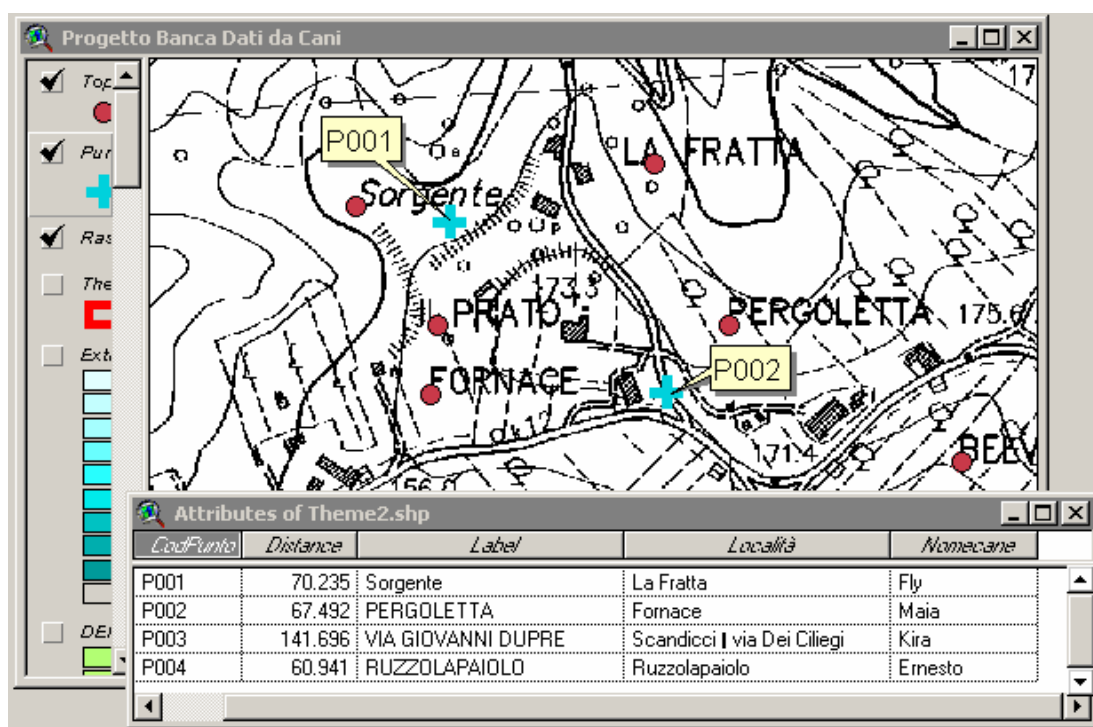 Progetto Banca Dati da Cani
Top
Pur
Ras
The
Exte
DEI
17
P001
LA FRATTA
Sorgente
173.3
IL PRATO
PERGOLETTA
175.6
FORNACE
P002
171.4
156.0
Attributes of Theme2.shp
CodPunto Distance Label Località Nomecane
P001 70.235 Sorgente La Fratta Fly
P002 67.492 PERGOLETTA Fornace Maia
P003 141.696 VIA GIOVANNI DUPRE Scandicci | via Dei Ciliegi Kira
P004 60.941 RUZZOLAPAIOLO Ruzzolapaiolo Ernesto